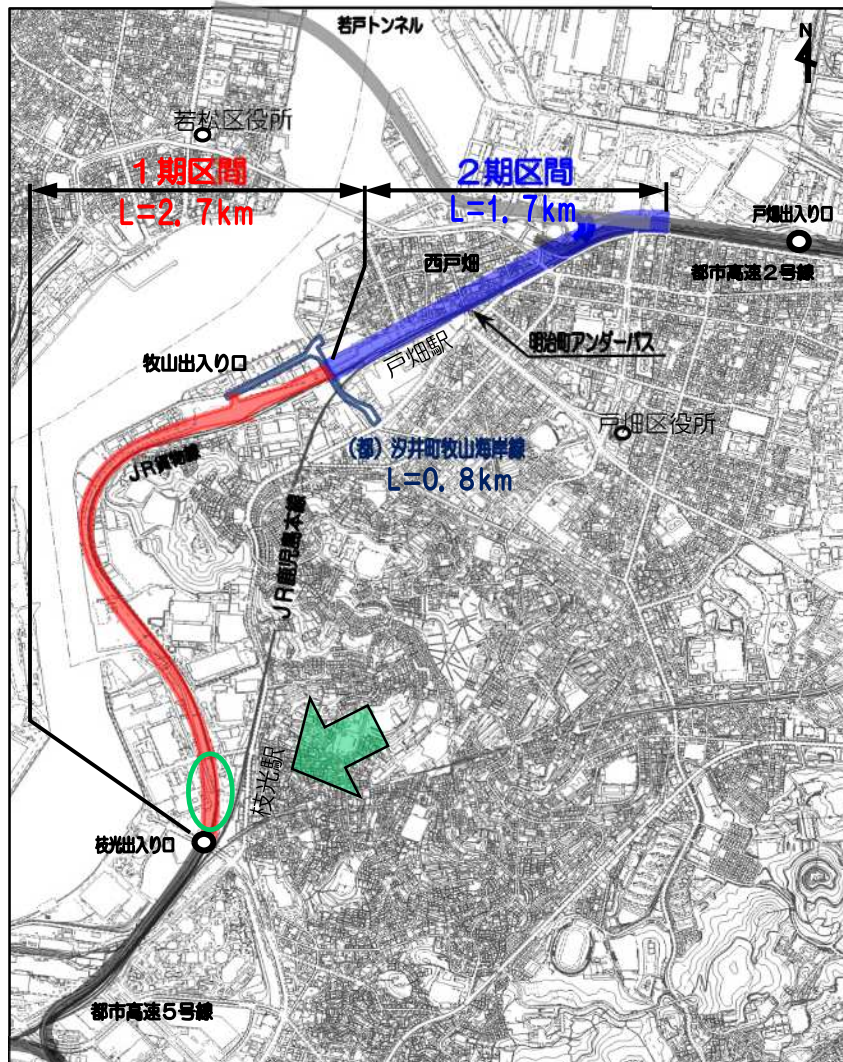 若戸トンネル
N
若松区役所
1期区間
L=2.7km
2期区間
L=1.7km
戸畑出入り口
都市高速2号線
西戸畑
明治町アンダーパス
戸畑駅
牧山出入り口
戸畑区役所
(都)汐井町牧山海岸線
L=0.8km
JR貨物線
JR鹿児島本線
枝光駅
枝光出入り口
都市高速5号線